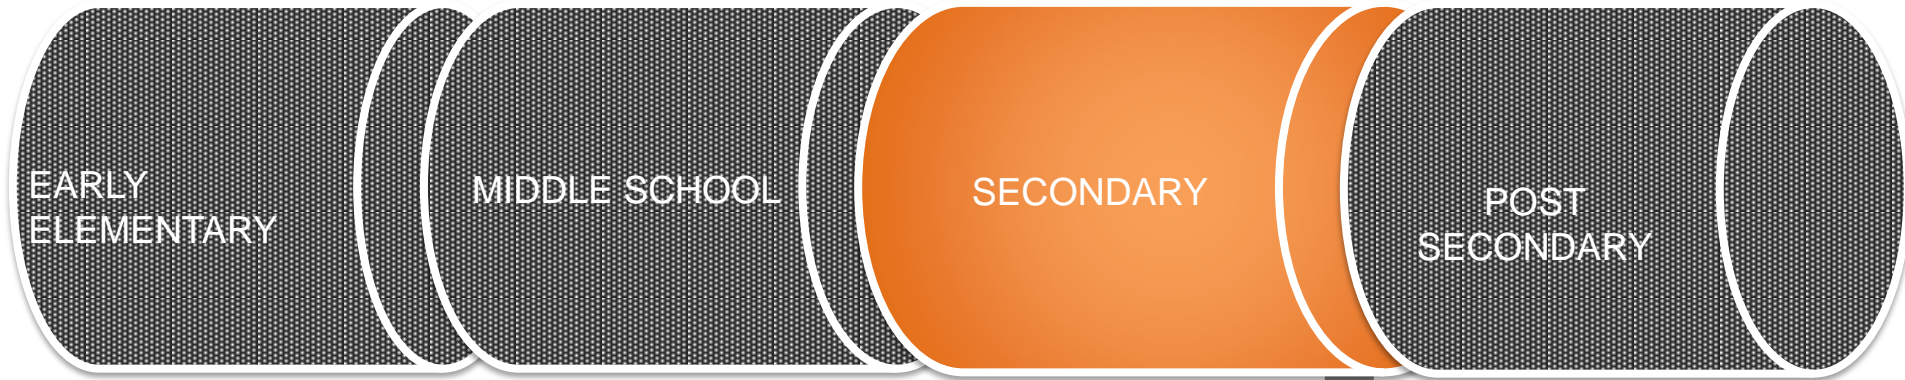 EARLY
ELEMENTARY
MIDDLE SCHOOL
SECONDARY
POST
SECONDARY